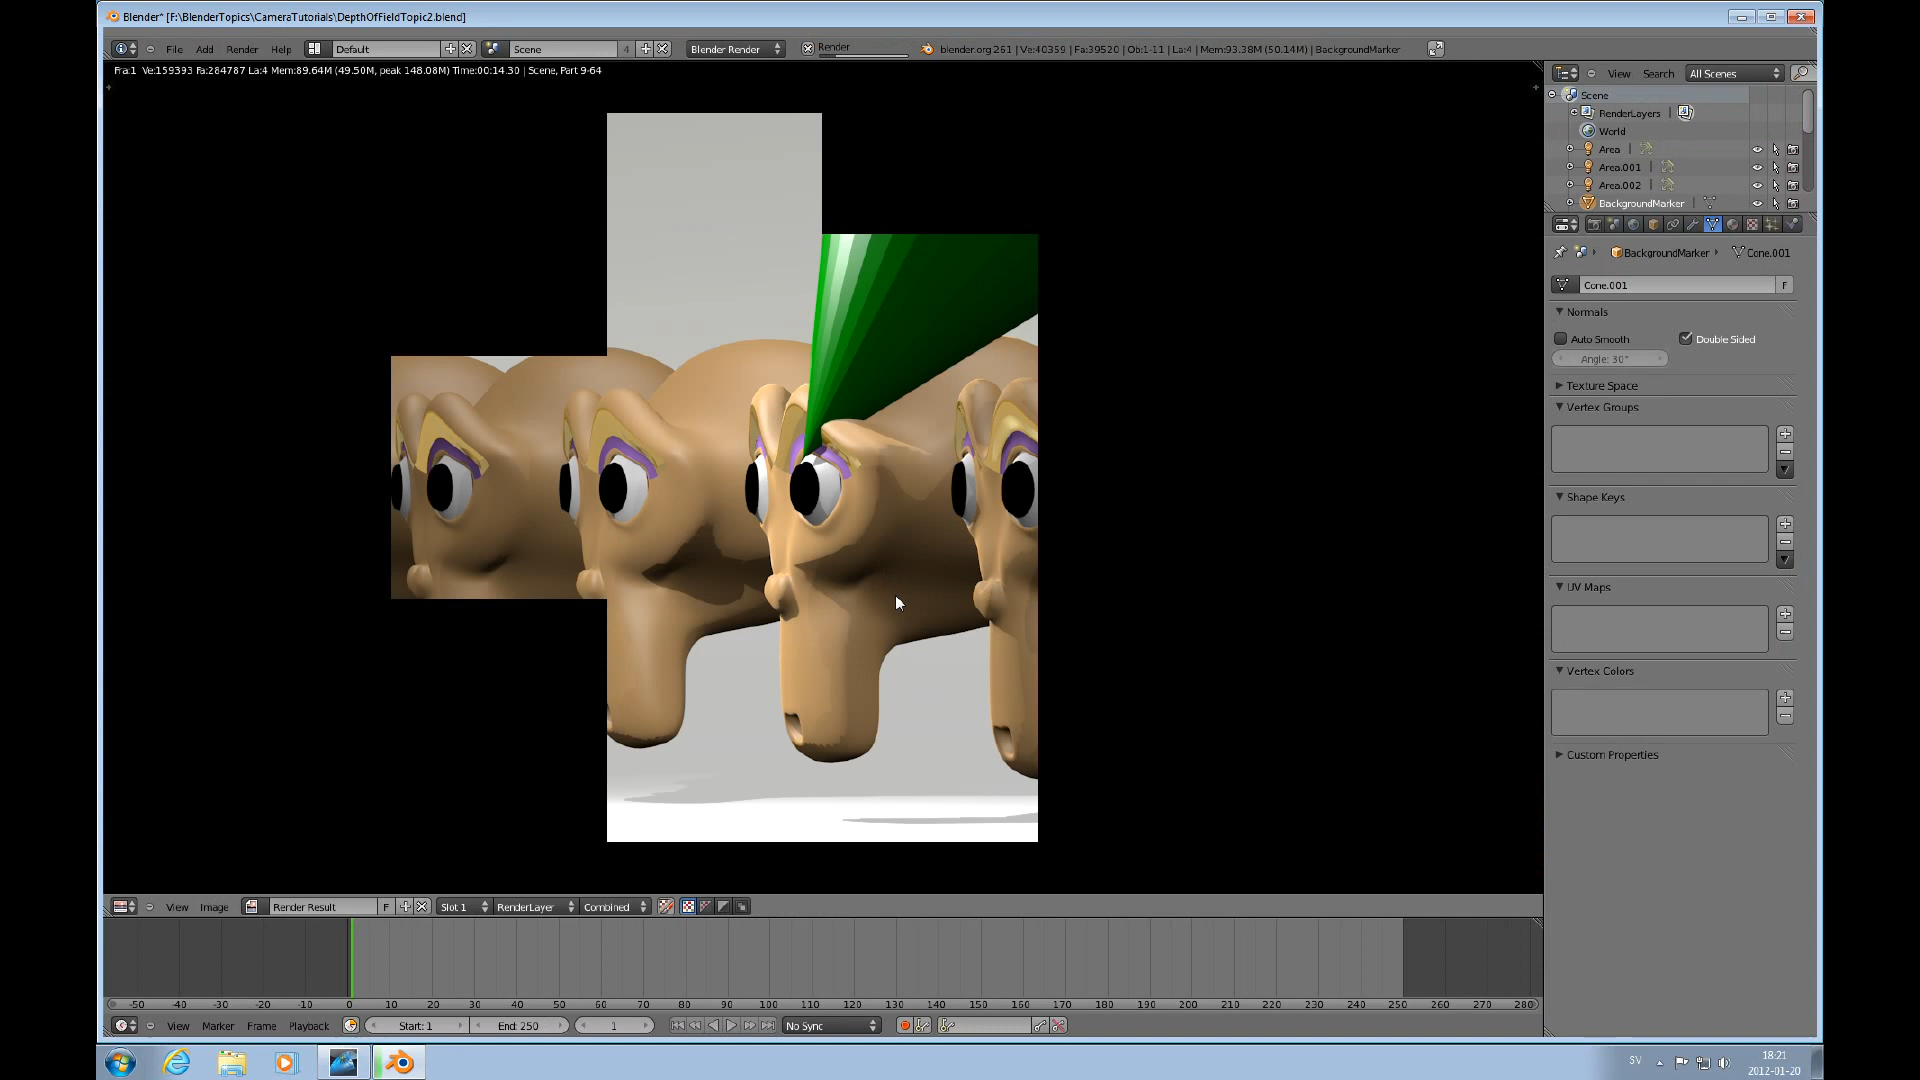 Blender* [F:\BlenderTopics\CameraTutorials\DepthOfFieldTopic2.blend]
File Add Render Help Default Scene 4 Blender Render Render blender.org 261 | Ve:40359 | Fa:39520 | Ob:1-11 | La:4 | Mem:93.38M (50.14M) | BackgroundMarker
Fra:1 Ve:159393 Fa:284787 La:4 Mem:89.64M (49.50M, peak 148.08M) Time:00:14.30 | Scene, Part 9-64
View Search All Scenes
Scene
RenderLayers
World
Area
Area.001
Area.002
BackgroundMarker
BackgroundMarker Cone.001
Cone.001 F
Normals
Auto Smooth Double Sided
Angle: 30°
Texture Space
Vertex Groups
Shape Keys
UV Maps
Vertex Colors
Custom Properties
View Image Render Result F Slot 1 RenderLayer Combined
-50 -40 -30 -20 -10 0 10 20 30 40 50 60 70 80 90 100 110 120 130 140 150 160 170 180 190 200 210 220 230 240 250 260 270 280
View Marker Frame Playback Start: 1 End: 250 1 No Sync
SV 18:21
2012-01-20